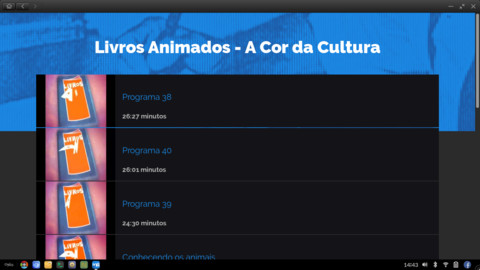 Livros Animados - A Cor da Cultura
Programa 38
26:27 minutos
Programa 40
26:01 minutos
Programa 39
24:30 minutos
Conhecendo os animais
14:43